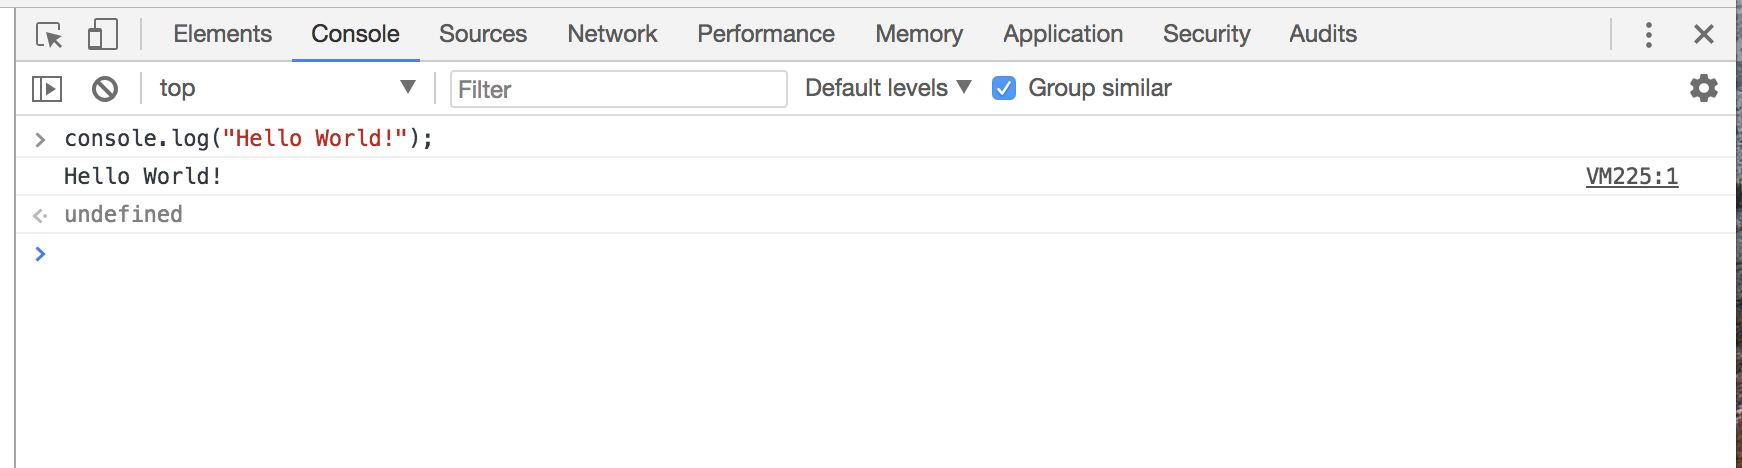 Elements Console Sources Network Performance Memory Application Security Audits
top Filter Default levels Group similar
console.log("Hello World!");
Hello World! VM225:1
undefined